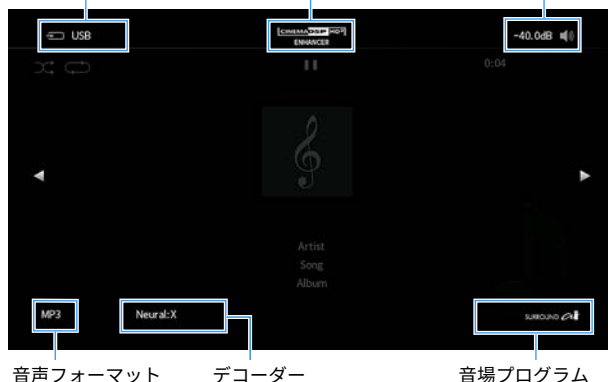 USB
CINEMA DSP HD³
ENHANCER
-40.0dB
0:04
Artist
Song
Album
MP3
Neural:X
SURROUND AI
音声フォーマット
デコーダー
音場プログラム